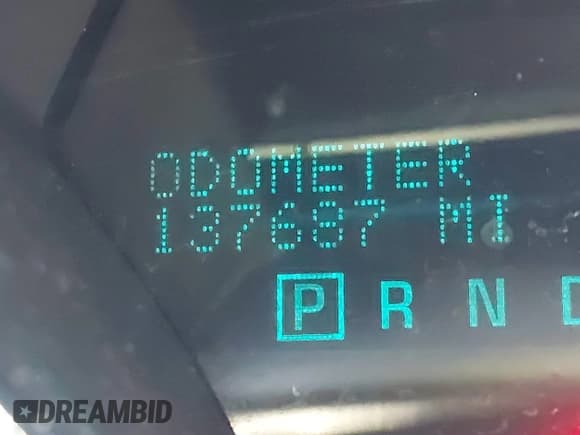 ODOMETER
137687 MI
P R N D
DREAMBID